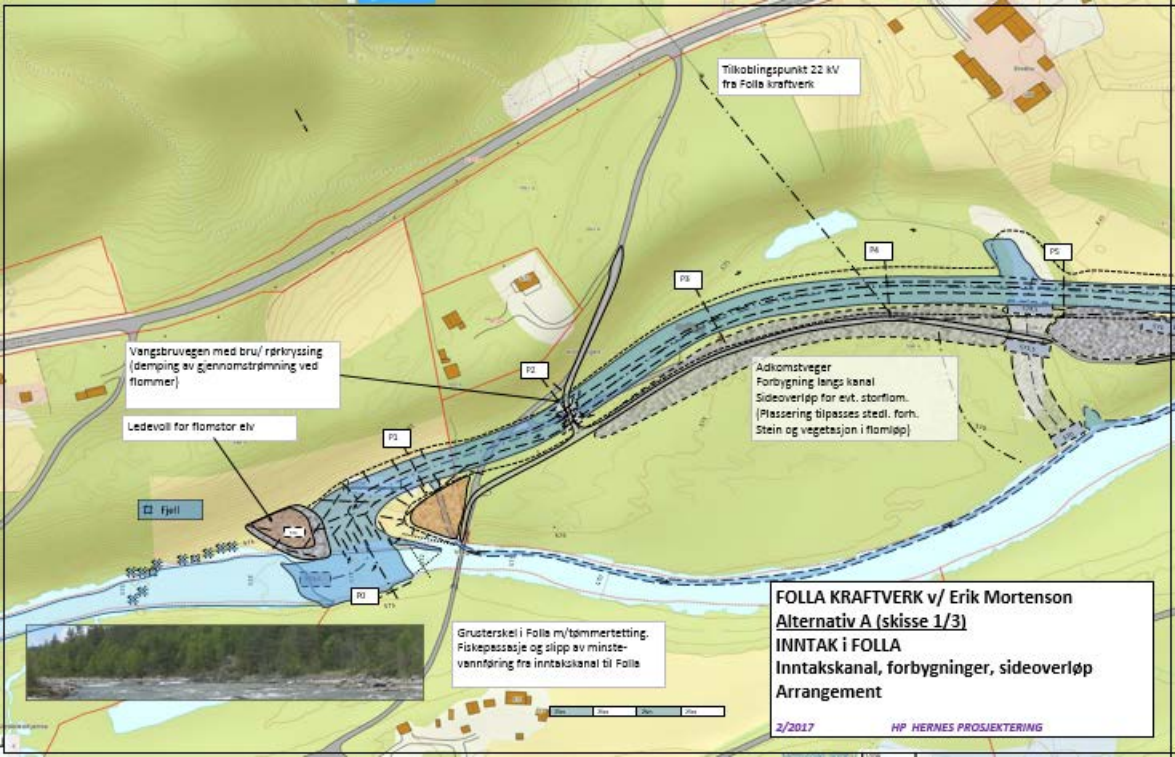 Tilkoblingspunkt 22 kV
fra Folla kraftverk
P4
P5
P3
Vangsbruvegen med bru/ rørkryssing
(demping av gjennomstrømning ved
flommer)
P2
Adkomstveger
Forbygning langs kanal
Sideoverløp for evt. storflom.
(Plassering tilpasses stedl. forh.
Stein og vegetasjon i flomløp)
Ledevoll for flomstor elv
P1
Fjell
P0
Grusterskel i Folla m/tømmertetting.
Fiskepassasje og slipp av minste-
vannføring fra inntakskanal til Folla
FOLLA KRAFTVERK v/ Erik Mortenson
Alternativ A (skisse 1/3)
INNTAK i FOLLA
Inntakskanal, forbygninger, sideoverløp
Arrangement
2/2017 HP HERNES PROSJEKTERING